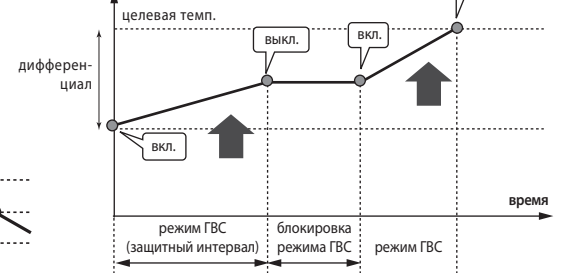 целевая темп.
выкл.
вкл.
дифферен-
циал
вкл.
время
режим ГВС
(защитный интервал)
блокировка
режима ГВС
режим ГВС